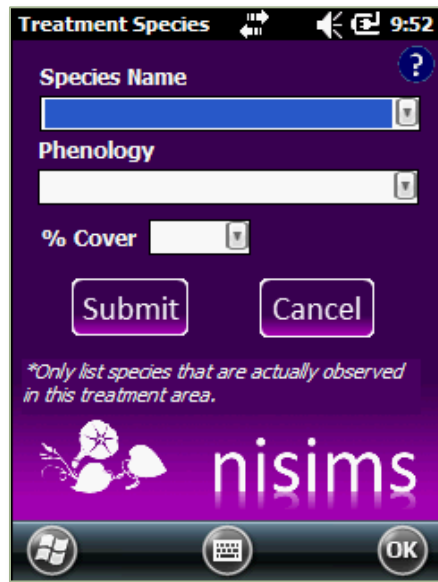 Treatment Species 9:52
?
Species Name
Phenology
% Cover
Submit Cancel
*Only list species that are actually observed
in this treatment area.
nisims
OK